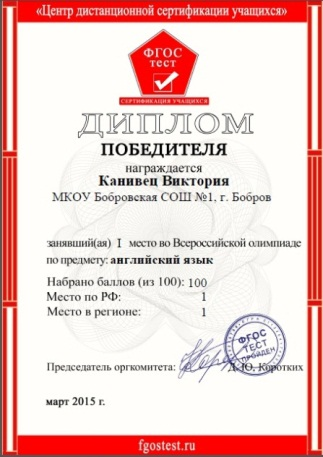 «Центр дистанционной сертификации учащихся»
ФГОС
ТЕСТ
СЕРТИФИКАЦИЯ УЧАЩИХСЯ
ДИПЛОМ
ПОБЕДИТЕЛЯ
награждается
Канивец Виктория
МКОУ Бобровская СОШ №1, г. Бобров
занявший(ая) I место во Всероссийской олимпиаде
по предмету: английский язык
Набрано баллов (из 100): 100
Место по РФ: 1
Место в регионе: 1
ФГОС
ТЕСТ
ПРОЙДЕН
Председатель оргкомитета: Д.Ю. Коротких
март 2015 г.
fgostest.ru